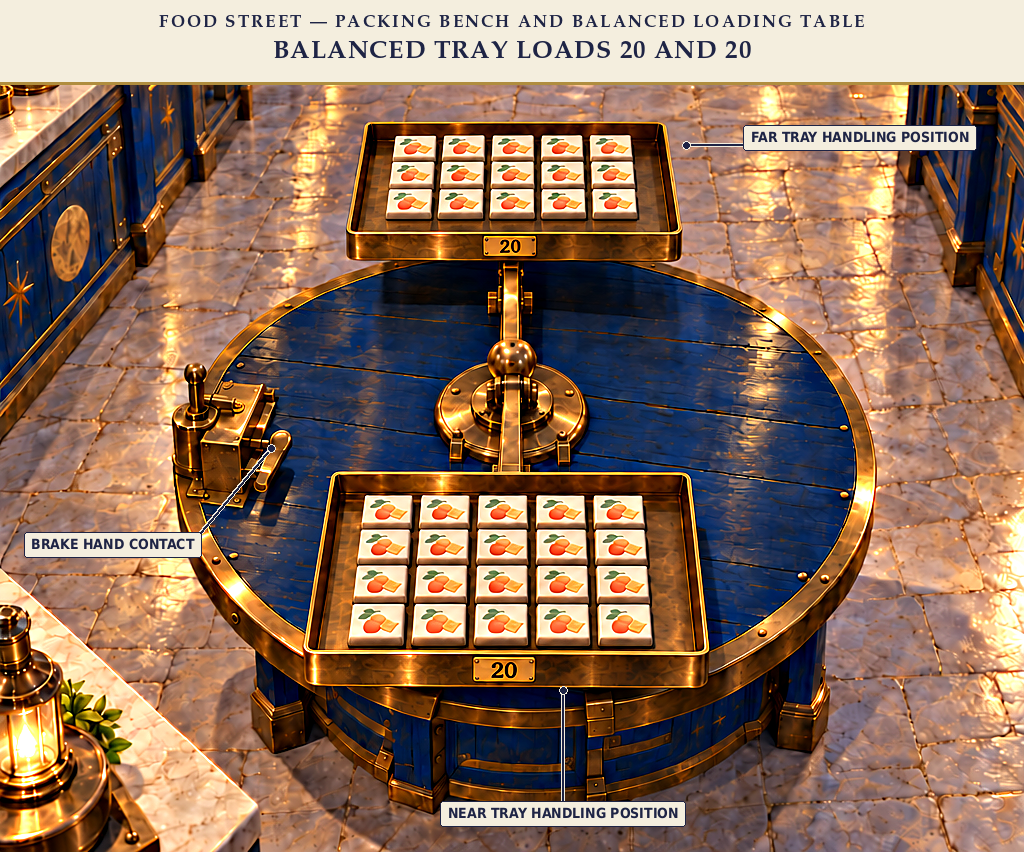 FOOD STREET — PACKING BENCH AND BALANCED LOADING TABLE
BALANCED TRAY LOADS 20 AND 20
FAR TRAY HANDLING POSITION
20
BRAKE HAND CONTACT
20
NEAR TRAY HANDLING POSITION